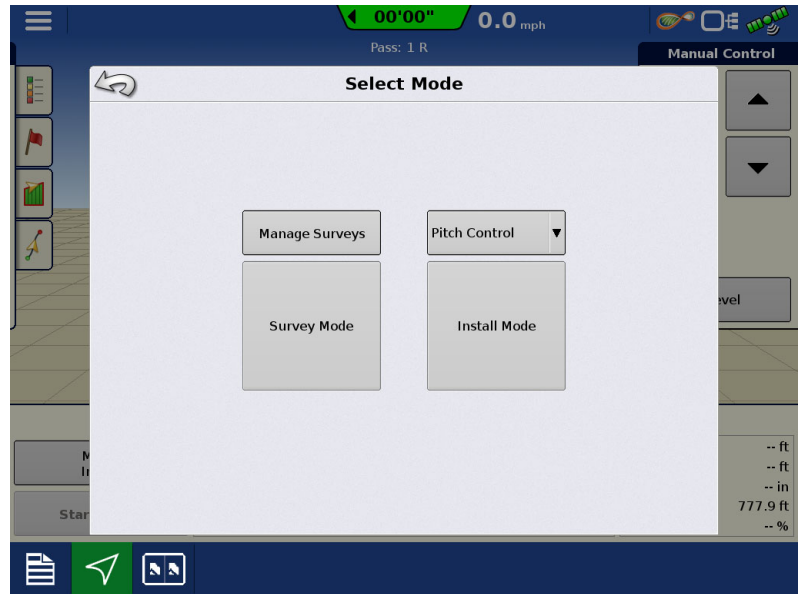 00'00" 0.0 mph
Pass: 1 R
Manual Control
Select Mode
Manage Surveys
Pitch Control
Survey Mode
Install Mode
-- ft
-- ft
-- in
777.9 ft
-- %